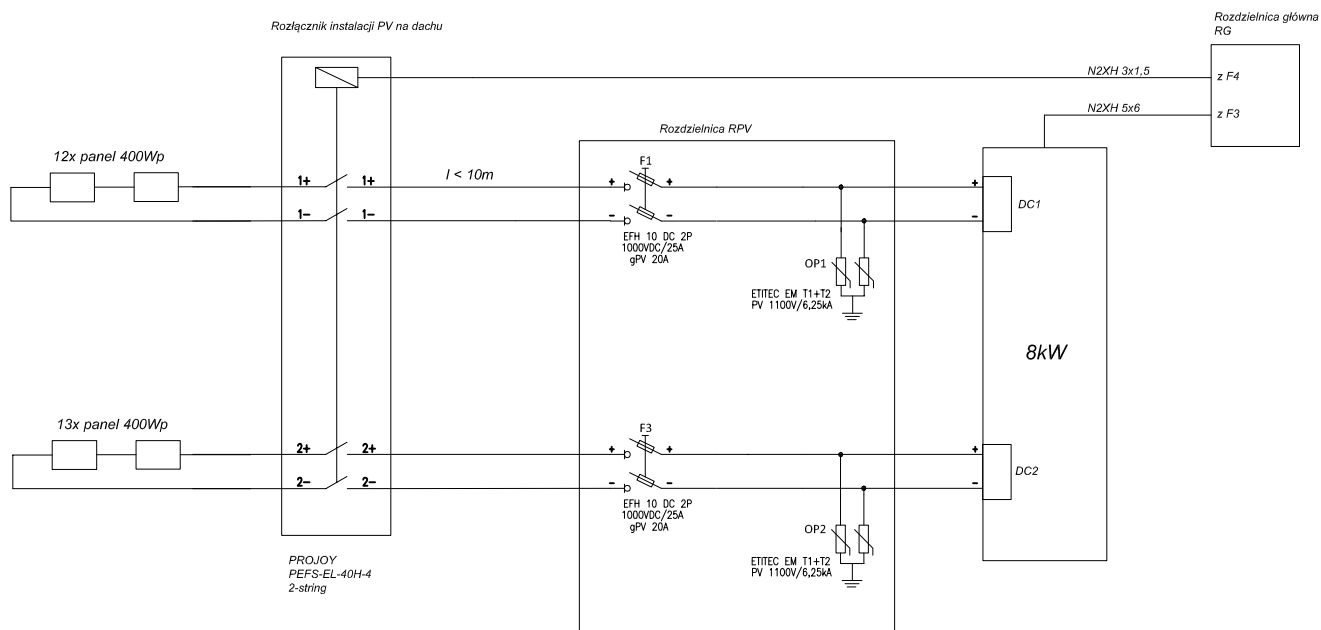 Rozdzielnica główna
RG
Rozłącznik instalacji PV na dachu
N2XH 3x1,5
z F4
N2XH 5x6
z F3
Rozdzielnica RPV
12x panel 400Wp
1+
1+
l < 10m
+
F1
+
+
DC1
1-
1-
-
-
-
EFH 10 DC 2P
1000VDC/25A
gPV 20A
OP1
ETITEC EM T1+T2
PV 1100V/6,25kA
8kW
13x panel 400Wp
2+
2+
+
F3
+
+
DC2
2-
2-
-
-
-
EFH 10 DC 2P
1000VDC/25A
gPV 20A
OP2
ETITEC EM T1+T2
PV 1100V/6,25kA
PROJOY
PEFS-EL-40H-4
2-string